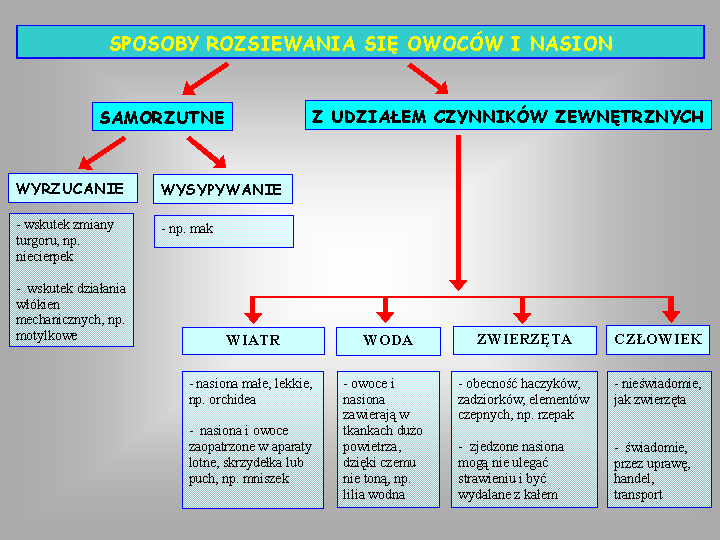 SPOSOBY ROZSIEWANIA SIĘ OWOCÓW I NASION
SAMORZUTNE
Z UDZIAŁEM CZYNNIKÓW ZEWNĘTRZNYCH
WYRZUCANIE
WYSYPYWANIE
- wskutek zmiany
turgoru, np.
niecierpek
- wskutek działania
włókien
mechanicznych, np.
motylkowe
- np. mak
WIATR
WODA
ZWIERZĘTA
CZŁOWIEK
- nasiona małe, lekkie,
np. orchidea
- nasiona i owoce
zaopatrzone w aparaty
lotne, skrzydełka lub
puch, np. mniszek
- owoce i
nasiona
zawierają w
tkankach dużo
powietrza,
dzięki czemu
nie toną, np.
lilia wodna
- obecność haczyków,
zadziorków, elementów
czepnych, np. rzepak
- zjedzone nasiona
mogą nie ulegać
strawieniu i być
wydalane z kałem
- nieświadomie,
jak zwierzęta
- świadomie,
przez uprawę,
handel,
transport